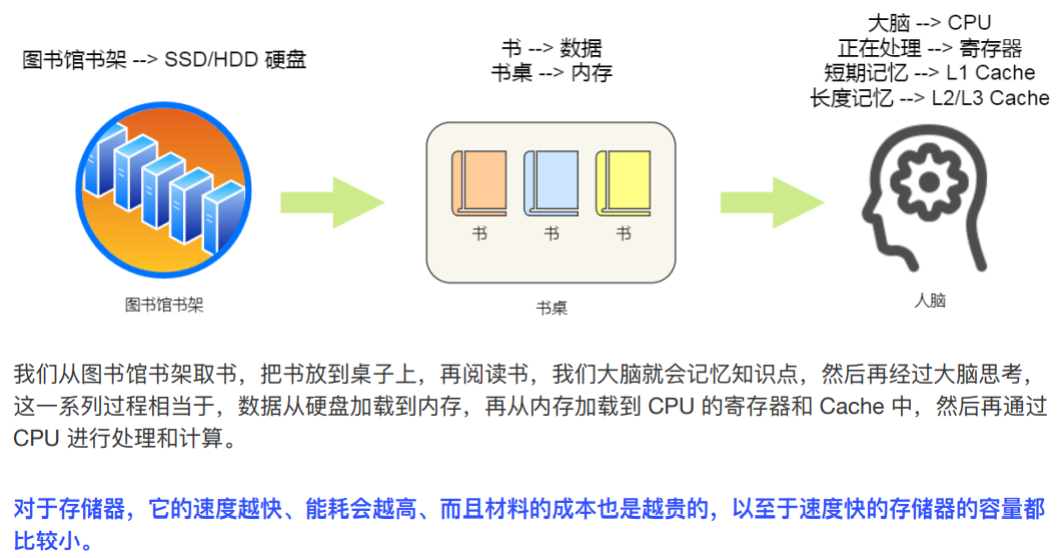 图书馆书架 --> SSD/HDD 硬盘
书 --> 数据
书桌 --> 内存
大脑 --> CPU
正在处理 --> 寄存器
短期记忆 --> L1 Cache
长度记忆 --> L2/L3 Cache
书
书
书
图书馆书架
书桌
人脑
我们从图书馆书架取书，把书放到桌子上，再阅读书，我们大脑就会记忆知识点，然后再经过大脑思考，
这一系列过程相当于，数据从硬盘加载到内存，再从内存加载到 CPU 的寄存器和 Cache 中，然后再通过
CPU 进行处理和计算。
对于存储器，它的速度越快、能耗会越高、而且材料的成本也是越贵的，以至于速度快的存储器的容量都
比较小。